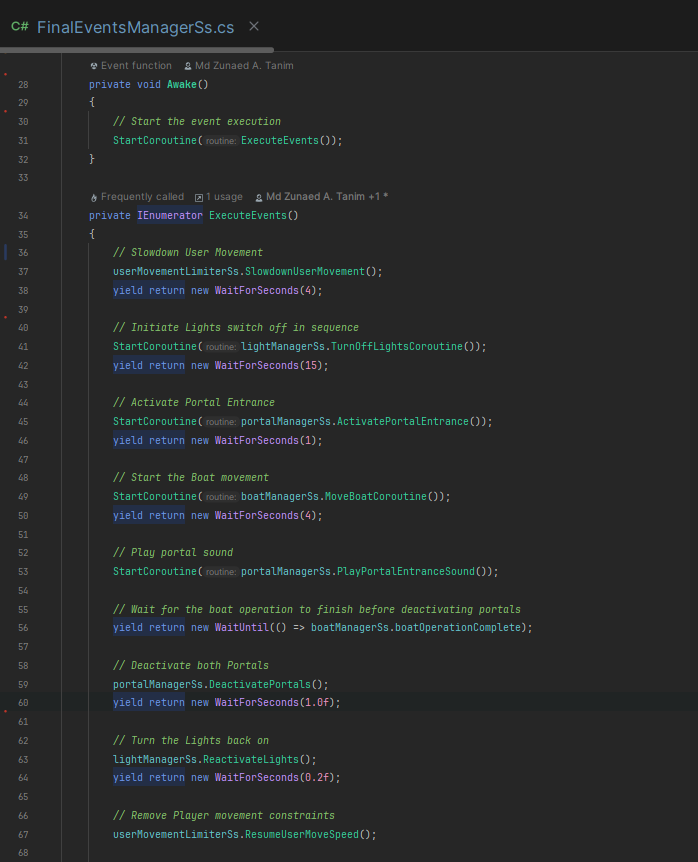 C# FinalEventsManagerSs.cs ×
Event function Md Zunaed A. Tanim
28 private void Awake()
29 {
30 // Start the event execution
31 StartCoroutine( routine: ExecuteEvents());
32 }
33
Frequently called 1 usage Md Zunaed A. Tanim +1 *
34 private IEnumerator ExecuteEvents()
35 {
36 // Slowdown User Movement
37 userMovementLimiterSs.SlowdownUserMovement();
38 yield return new WaitForSeconds(4);
39
40 // Initiate Lights switch off in sequence
41 StartCoroutine( routine: lightManagerSs.TurnOffLightsCoroutine());
42 yield return new WaitForSeconds(15);
43
44 // Activate Portal Entrance
45 StartCoroutine( routine: portalManagerSs.ActivatePortalEntrance());
46 yield return new WaitForSeconds(1);
47
48 // Start the Boat movement
49 StartCoroutine( routine: boatManagerSs.MoveBoatCoroutine());
50 yield return new WaitForSeconds(4);
51
52 // Play portal sound
53 StartCoroutine( routine: portalManagerSs.PlayPortalEntranceSound());
54
55 // Wait for the boat operation to finish before deactivating portals
56 yield return new WaitUntil(() => boatManagerSs.boatOperationComplete);
57
58 // Deactivate both Portals
59 portalManagerSs.DeactivatePortals();
60 yield return new WaitForSeconds(1.0f);
61
62 // Turn the Lights back on
63 lightManagerSs.ReactivateLights();
64 yield return new WaitForSeconds(0.2f);
65
66 // Remove Player movement constraints
67 userMovementLimiterSs.ResumeUserMoveSpeed();
68